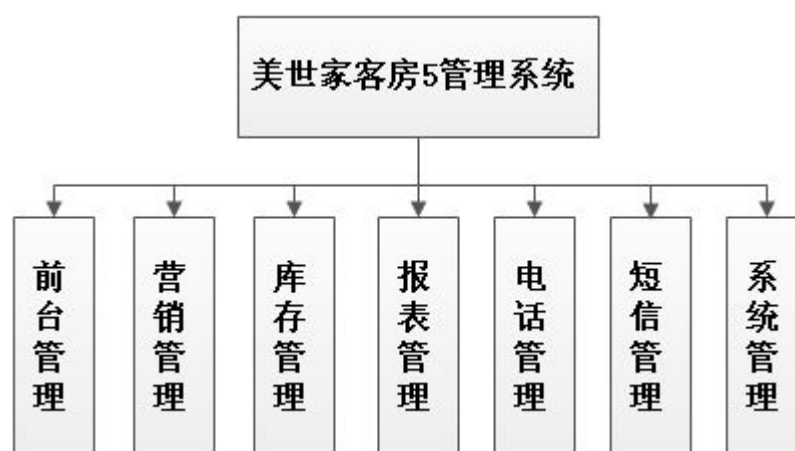 美世家客房5管理系统
前台管理
营销管理
库存管理
报表管理
电话管理
短信管理
系统管理